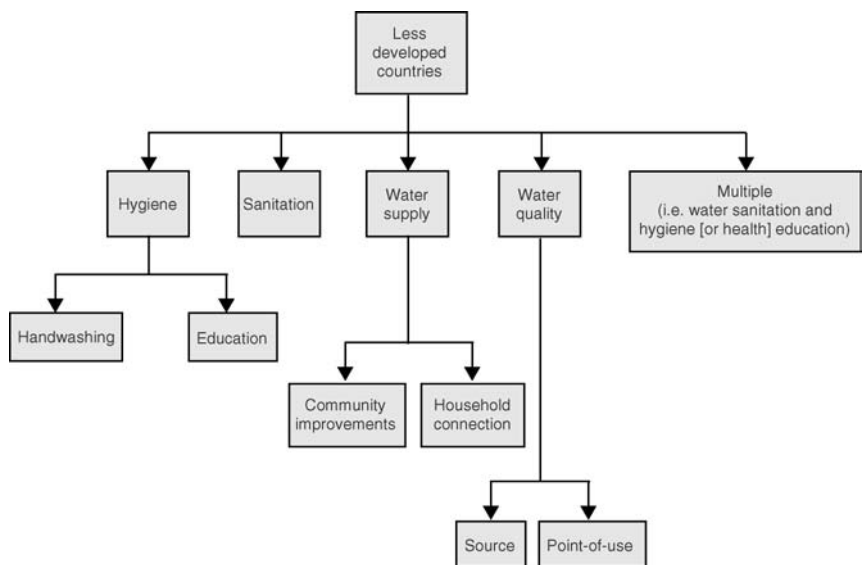 Less
developed
countries
Hygiene
Sanitation
Water
supply
Water
quality
Multiple
(i.e. water sanitation and
hygiene [or health] education)
Handwashing
Education
Community
improvements
Household
connection
Source
Point-of-use